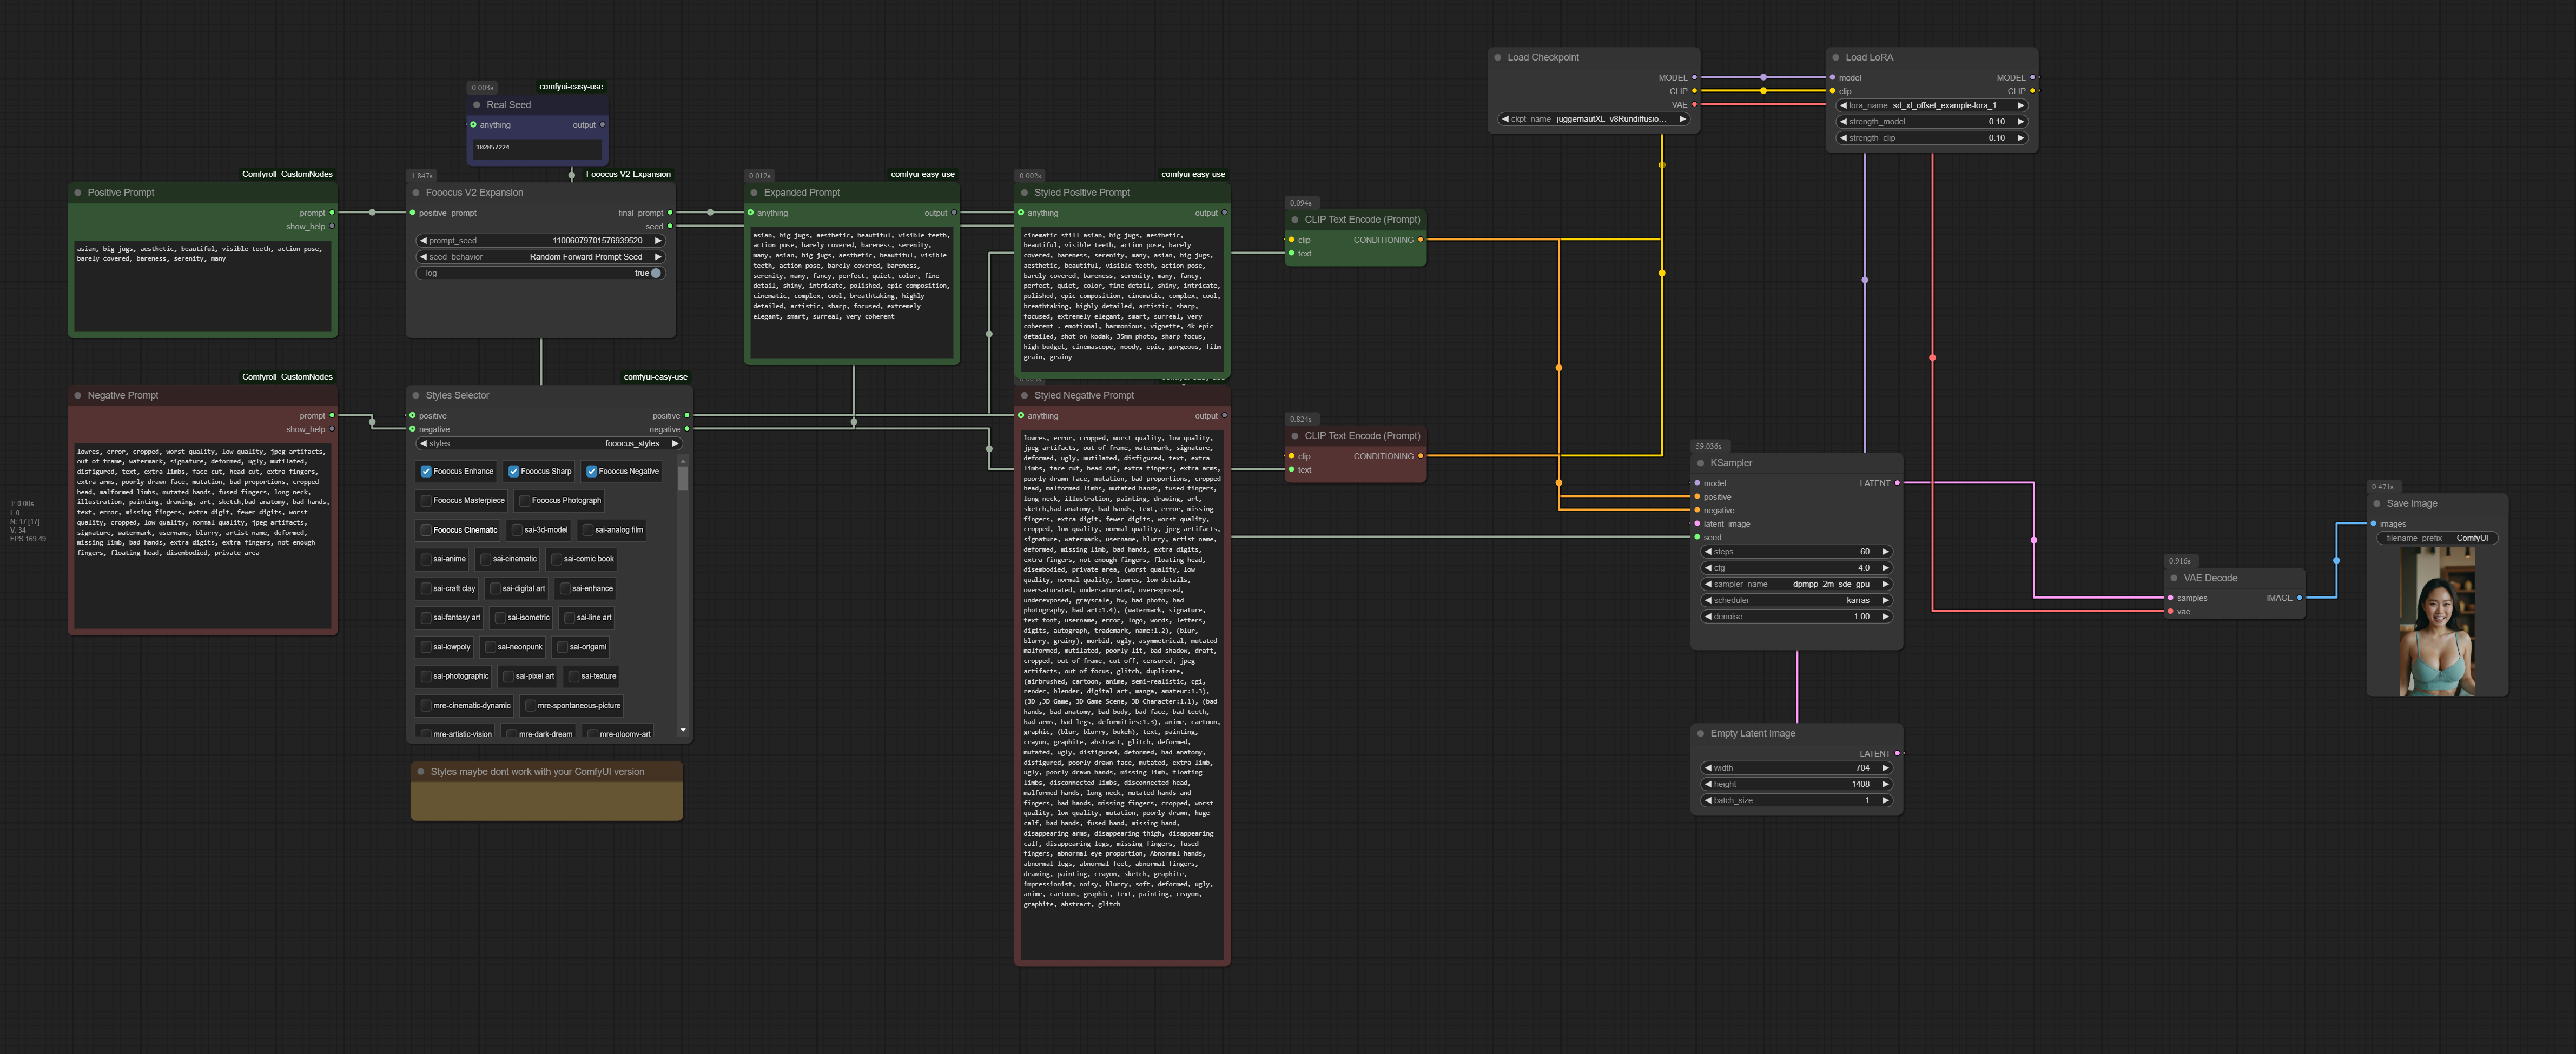 Load Checkpoint
MODEL
CLIP
VAE
ckpt_name juggernautXL_v8Rundiffusio...
Load LoRA
model MODEL
clip CLIP
lora_name sd_xl_offset_example-lora_1...
strength_model 0.10
strength_clip 0.10
0.003s comfyui-easy-use
Real Seed
anything output
102857224
Comfyroll_CustomNodes
Positive Prompt
prompt
show_help
asian, big jugs, aesthetic, beautiful, visible teeth, action pose,
barely covered, bareness, serenity, many
1.847s Fooocus-V2-Expansion
Fooocus V2 Expansion
positive_prompt final_prompt
seed
prompt_seed 11006079701576939520
seed_behavior Random Forward Prompt Seed
log true
0.012s comfyui-easy-use
Expanded Prompt
anything output
asian, big jugs, aesthetic, beautiful, visible teeth,
action pose, barely covered, bareness, serenity,
many, asian, big jugs, aesthetic, beautiful, visible
teeth, action pose, barely covered, bareness,
serenity, many, fancy, perfect, quiet, color, fine
detail, shiny, intricate, polished, epic composition,
cinematic, complex, cool, breathtaking, highly
detailed, artistic, sharp, focused, extremely
elegant, smart, surreal, very coherent
0.002s comfyui-easy-use
Styled Positive Prompt
anything output
cinematic still asian, big jugs, aesthetic,
beautiful, visible teeth, action pose, barely
covered, bareness, serenity, many, asian, big jugs,
aesthetic, beautiful, visible teeth, action pose,
barely covered, bareness, serenity, many, fancy,
perfect, quiet, color, fine detail, shiny, intricate,
polished, epic composition, cinematic, complex, cool,
breathtaking, highly detailed, artistic, sharp,
focused, extremely elegant, smart, surreal, very
coherent . emotional, harmonious, vignette, 4k epic
detailed, shot on kodak, 35mm photo, sharp focus,
high budget, cinemascope, moody, epic, gorgeous, film
grain, grainy
0.094s
CLIP Text Encode (Prompt)
clip CONDITIONING
text
Comfyroll_CustomNodes
Negative Prompt
prompt
show_help
lowres, error, cropped, worst quality, low quality, jpeg artifacts,
out of frame, watermark, signature, deformed, ugly, mutilated,
disfigured, text, extra limbs, face cut, head cut, extra fingers,
extra arms, poorly drawn face, mutation, bad proportions, cropped
head, malformed limbs, mutated hands, fused fingers, long neck,
illustration, painting, drawing, art, sketch,bad anatomy, bad hands,
text, error, missing fingers, extra digit, fewer digits, worst
quality, cropped, low quality, normal quality, jpeg artifacts,
signature, watermark, username, blurry, artist name, deformed,
missing limb, bad hands, extra digits, extra fingers, not enough
fingers, floating head, disembodied, private area
T: 0.00s
I: 0
N: 17 [17]
V: 34
FPS:169.49
comfyui-easy-use
Styles Selector
positive positive
negative negative
styles fooocus_styles
Fooocus Enhance Fooocus Sharp Fooocus Negative
Fooocus Masterpiece Fooocus Photograph
Fooocus Cinematic sai-3d-model sai-analog film
sai-anime sai-cinematic sai-comic book
sai-craft clay sai-digital art sai-enhance
sai-fantasy art sai-isometric sai-line art
sai-lowpoly sai-neonpunk sai-origami
sai-photographic sai-pixel art sai-texture
mre-cinematic-dynamic mre-spontaneous-picture
mre-artistic-vision mre-dark-dream mre-gloomy-art
Styles maybe dont work with your ComfyUI version
Styled Negative Prompt
anything output
lowres, error, cropped, worst quality, low quality,
jpeg artifacts, out of frame, watermark, signature,
deformed, ugly, mutilated, disfigured, text, extra
limbs, face cut, head cut, extra fingers, extra arms,
poorly drawn face, mutation, bad proportions, cropped
head, malformed limbs, mutated hands, fused fingers,
long neck, illustration, painting, drawing, art,
sketch,bad anatomy, bad hands, text, error, missing
fingers, extra digit, fewer digits, worst quality,
cropped, low quality, normal quality, jpeg artifacts,
signature, watermark, username, blurry, artist name,
deformed, missing limb, bad hands, extra digits,
extra fingers, not enough fingers, floating head,
disembodied, private area, (worst quality, low
quality, normal quality, lowres, low details,
oversaturated, undersaturated, overexposed,
underexposed, grayscale, bw, bad photo, bad
photography, bad art:1.4), (watermark, signature,
text font, username, error, logo, words, letters,
digits, autograph, trademark, name:1.2), (blur,
blurry, grainy), morbid, ugly, asymmetrical, mutated
malformed, mutilated, poorly lit, bad shadow, draft,
cropped, out of frame, cut off, censored, jpeg
artifacts, out of focus, glitch, duplicate,
(airbrushed, cartoon, anime, semi-realistic, cgi,
render, blender, digital art, manga, amateur:1.3),
(3D ,3D Game, 3D Game Scene, 3D Character:1.1), (bad
hands, bad anatomy, bad body, bad face, bad teeth,
bad arms, bad legs, deformities:1.3), anime, cartoon,
graphic, (blur, blurry, bokeh), text, painting,
crayon, graphite, abstract, glitch, deformed,
mutated, ugly, disfigured, deformed, bad anatomy,
disfigured, poorly drawn face, mutated, extra limb,
ugly, poorly drawn hands, missing limb, floating
limbs, disconnected limbs, disconnected head,
malformed hands, long neck, mutated hands and
fingers, bad hands, missing fingers, cropped, worst
quality, low quality, mutation, poorly drawn, huge
calf, bad hands, fused hand, missing hand,
disappearing arms, disappearing thigh, disappearing
calf, disappearing legs, missing fingers, fused
fingers, abnormal eye proportion, Abnormal hands,
abnormal legs, abnormal feet, abnormal fingers,
drawing, painting, crayon, sketch, graphite,
impressionist, noisy, blurry, soft, deformed, ugly,
anime, cartoon, graphic, text, painting, crayon,
graphite, abstract, glitch
0.824s
CLIP Text Encode (Prompt)
clip CONDITIONING
text
59.036s
KSampler
model LATENT
positive
negative
latent_image
seed
steps 60
cfg 4.0
sampler_name dpmpp_2m_sde_gpu
scheduler karras
denoise 1.00
Empty Latent Image
LATENT
width 704
height 1408
batch_size 1
0.916s
VAE Decode
samples IMAGE
vae
0.471s
Save Image
images
filename_prefix ComfyUI